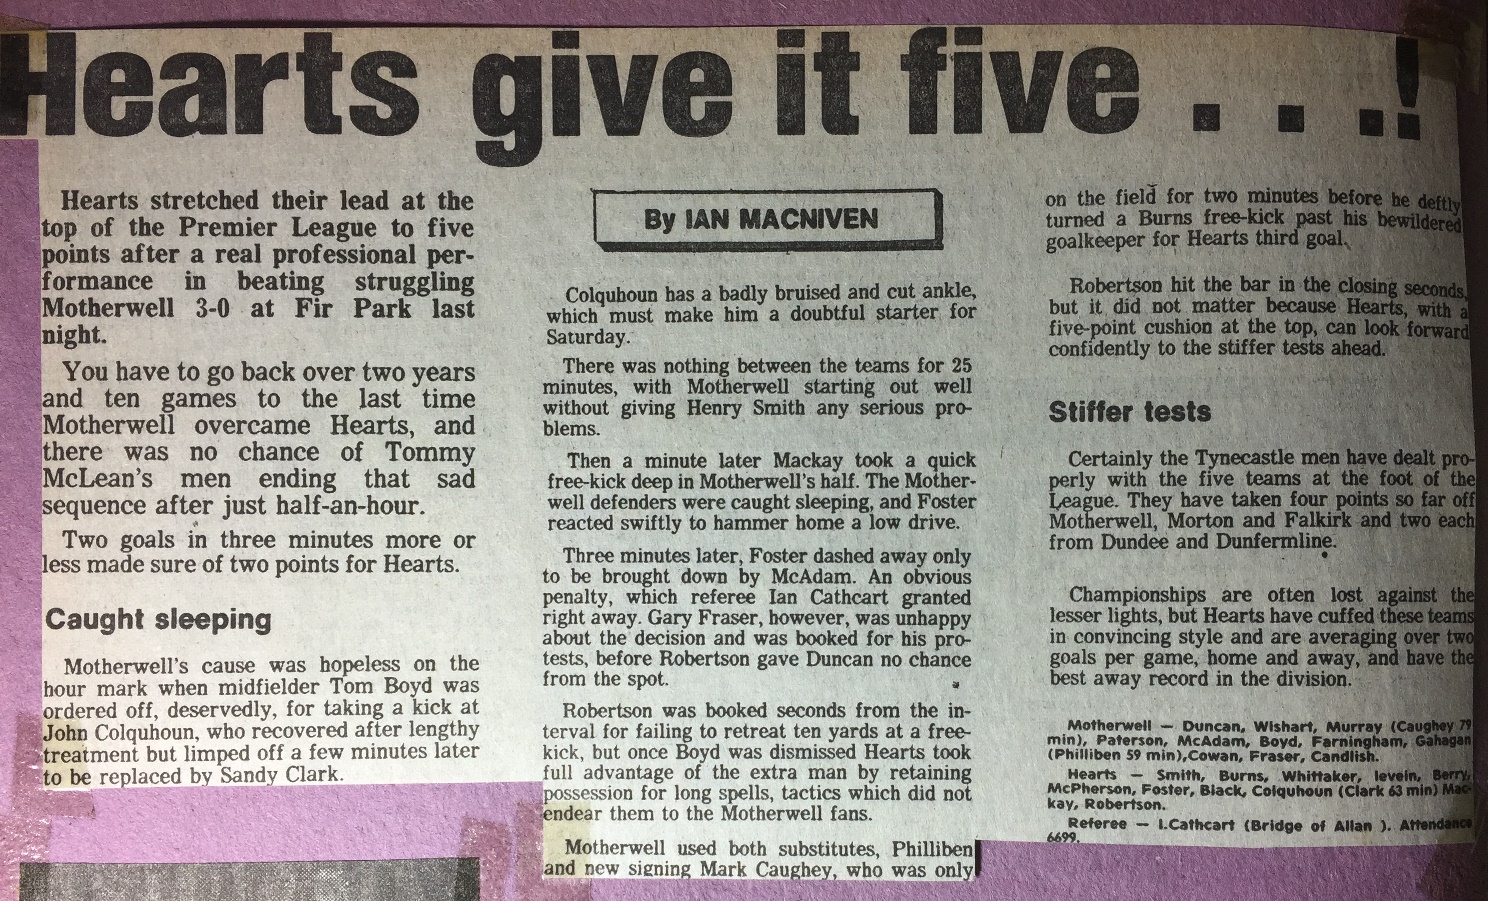 Hearts give it five . . .!
Hearts stretched their lead at the
top of the Premier League to five
points after a real professional per-
formance in beating struggling
Motherwell 3-0 at Fir Park last
night.
You have to go back over two years
and ten games to the last time
Motherwell overcame Hearts, and
there was no chance of Tommy
McLean's men ending that sad
sequence after just half-an-hour.
Two goals in three minutes more or
less made sure of two points for Hearts.
Caught sleeping
Motherwell's cause was hopeless on the
hour mark when midfielder Tom Boyd was
ordered off, deservedly, for taking a kick at
John Colquhoun, who recovered after lengthy
treatment but limped off a few minutes later
to be replaced by Sandy Clark.
By IAN MACNIVEN
Colquhoun has a badly bruised and cut ankle,
which must make him a doubtful starter for
Saturday.
There was nothing between the teams for 25
minutes, with Motherwell starting out well
without giving Henry Smith any serious pro-
blems.
Then a minute later Mackay took a quick
free-kick deep in Motherwell's half. The Mother-
well defenders were caught sleeping, and Foster
reacted swiftly to hammer home a low drive.
Three minutes later, Foster dashed away only
to be brought down by McAdam. An obvious
penalty, which referee Ian Cathcart granted
right away. Gary Fraser, however, was unhappy
about the decision and was booked for his pro-
tests, before Robertson gave Duncan no chance
from the spot.
Robertson was booked seconds from the in-
terval for failing to retreat ten yards at a free-
kick, but once Boyd was dismissed Hearts took
full advantage of the extra man by retaining
possession for long spells, tactics which did not
endear them to the Motherwell fans.
Motherwell used both substitutes, Philliben
and new signing Mark Caughey, who was only
on the field for two minutes before he deftly
turned a Burns free-kick past his bewildered
goalkeeper for Hearts third goal.
Robertson hit the bar in the closing seconds,
but it did not matter because Hearts, with a
five-point cushion at the top, can look forward
confidently to the stiffer tests ahead.
Stiffer tests
Certainly the Tynecastle men have dealt pro-
perly with the five teams at the foot of the
League. They have taken four points so far off
Motherwell, Morton and Falkirk and two each
from Dundee and Dunfermline.
Championships are often lost against the
lesser lights, but Hearts have cuffed these teams
in convincing style and are averaging over two
goals per game, home and away, and have the
best away record in the division.
Motherwell — Duncan, Wishart, Murray (Caughey 79
min), Paterson, McAdam, Boyd, Farningham, Gahagan
(Philliben 59 min),Cowan, Fraser, Candlish.
Hearts — Smith, Burns, Whittaker, levein, Berry,
McPherson, Foster, Black, Colquhoun (Clark 63 min) Mac-
kay, Robertson.
Referee — I.Cathcart (Bridge of Allan ). Attendance
6699.